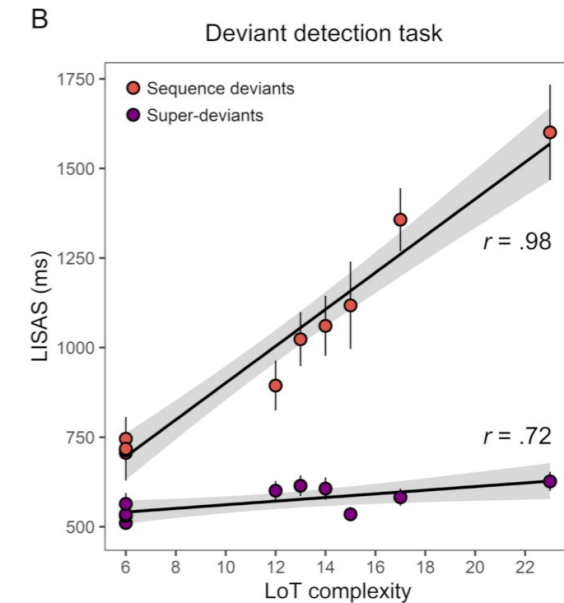 B
Deviant detection task
Sequence deviants
Super-deviants
1750
1500
1250
1000
750
500
LISAS (ms)
r = .98
r = .72
6 8 10 12 14 16 18 20 22
LoT complexity